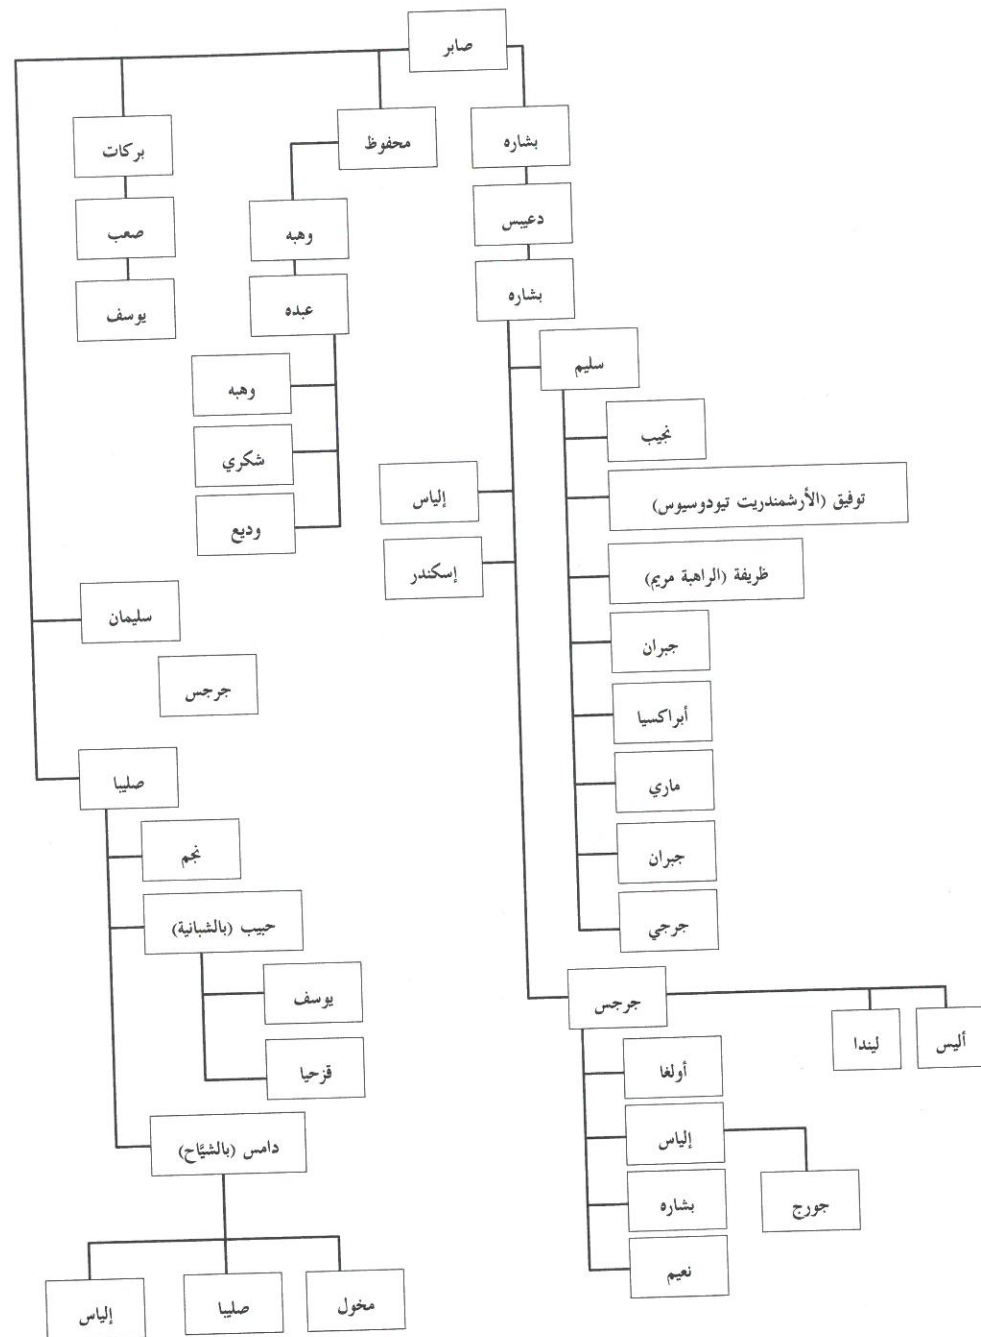 صابر
بشاره
دعيبس
بشاره
سليم
نجيب
توفيق (الأرشمندريت تيودوسيوس)
ظريفة (الراهبة مريم)
جبران
أبراكسيا
ماري
جبران
جرجي
إلياس
إسكندر
جرجس
أليس
ليندا
أولغا
إلياس
جورج
بشاره
نعيم
محفوظ
وهبه
عبده
وهبه
شكري
وديع
بركات
صعب
يوسف
سليمان
جرجس
صليبا
نجم
حبيب (بالشبانية)
يوسف
قزحيا
دامس (بالشيَّاح)
مخول
صليبا
إلياس